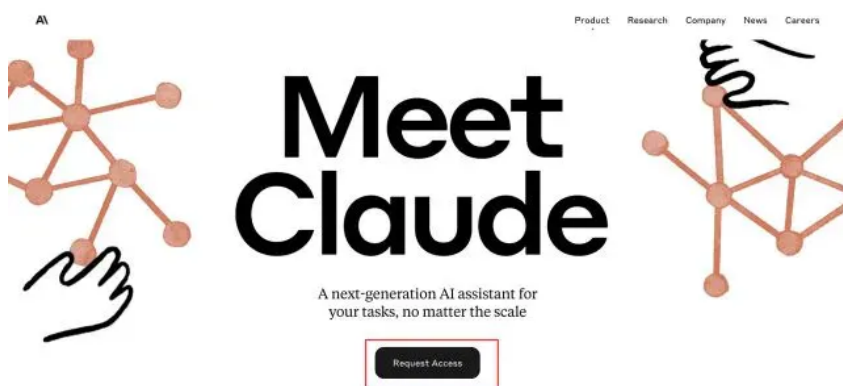 A\
Product Research Company News Careers
Meet
Claude
A next-generation AI assistant for
your tasks, no matter the scale
Request Access